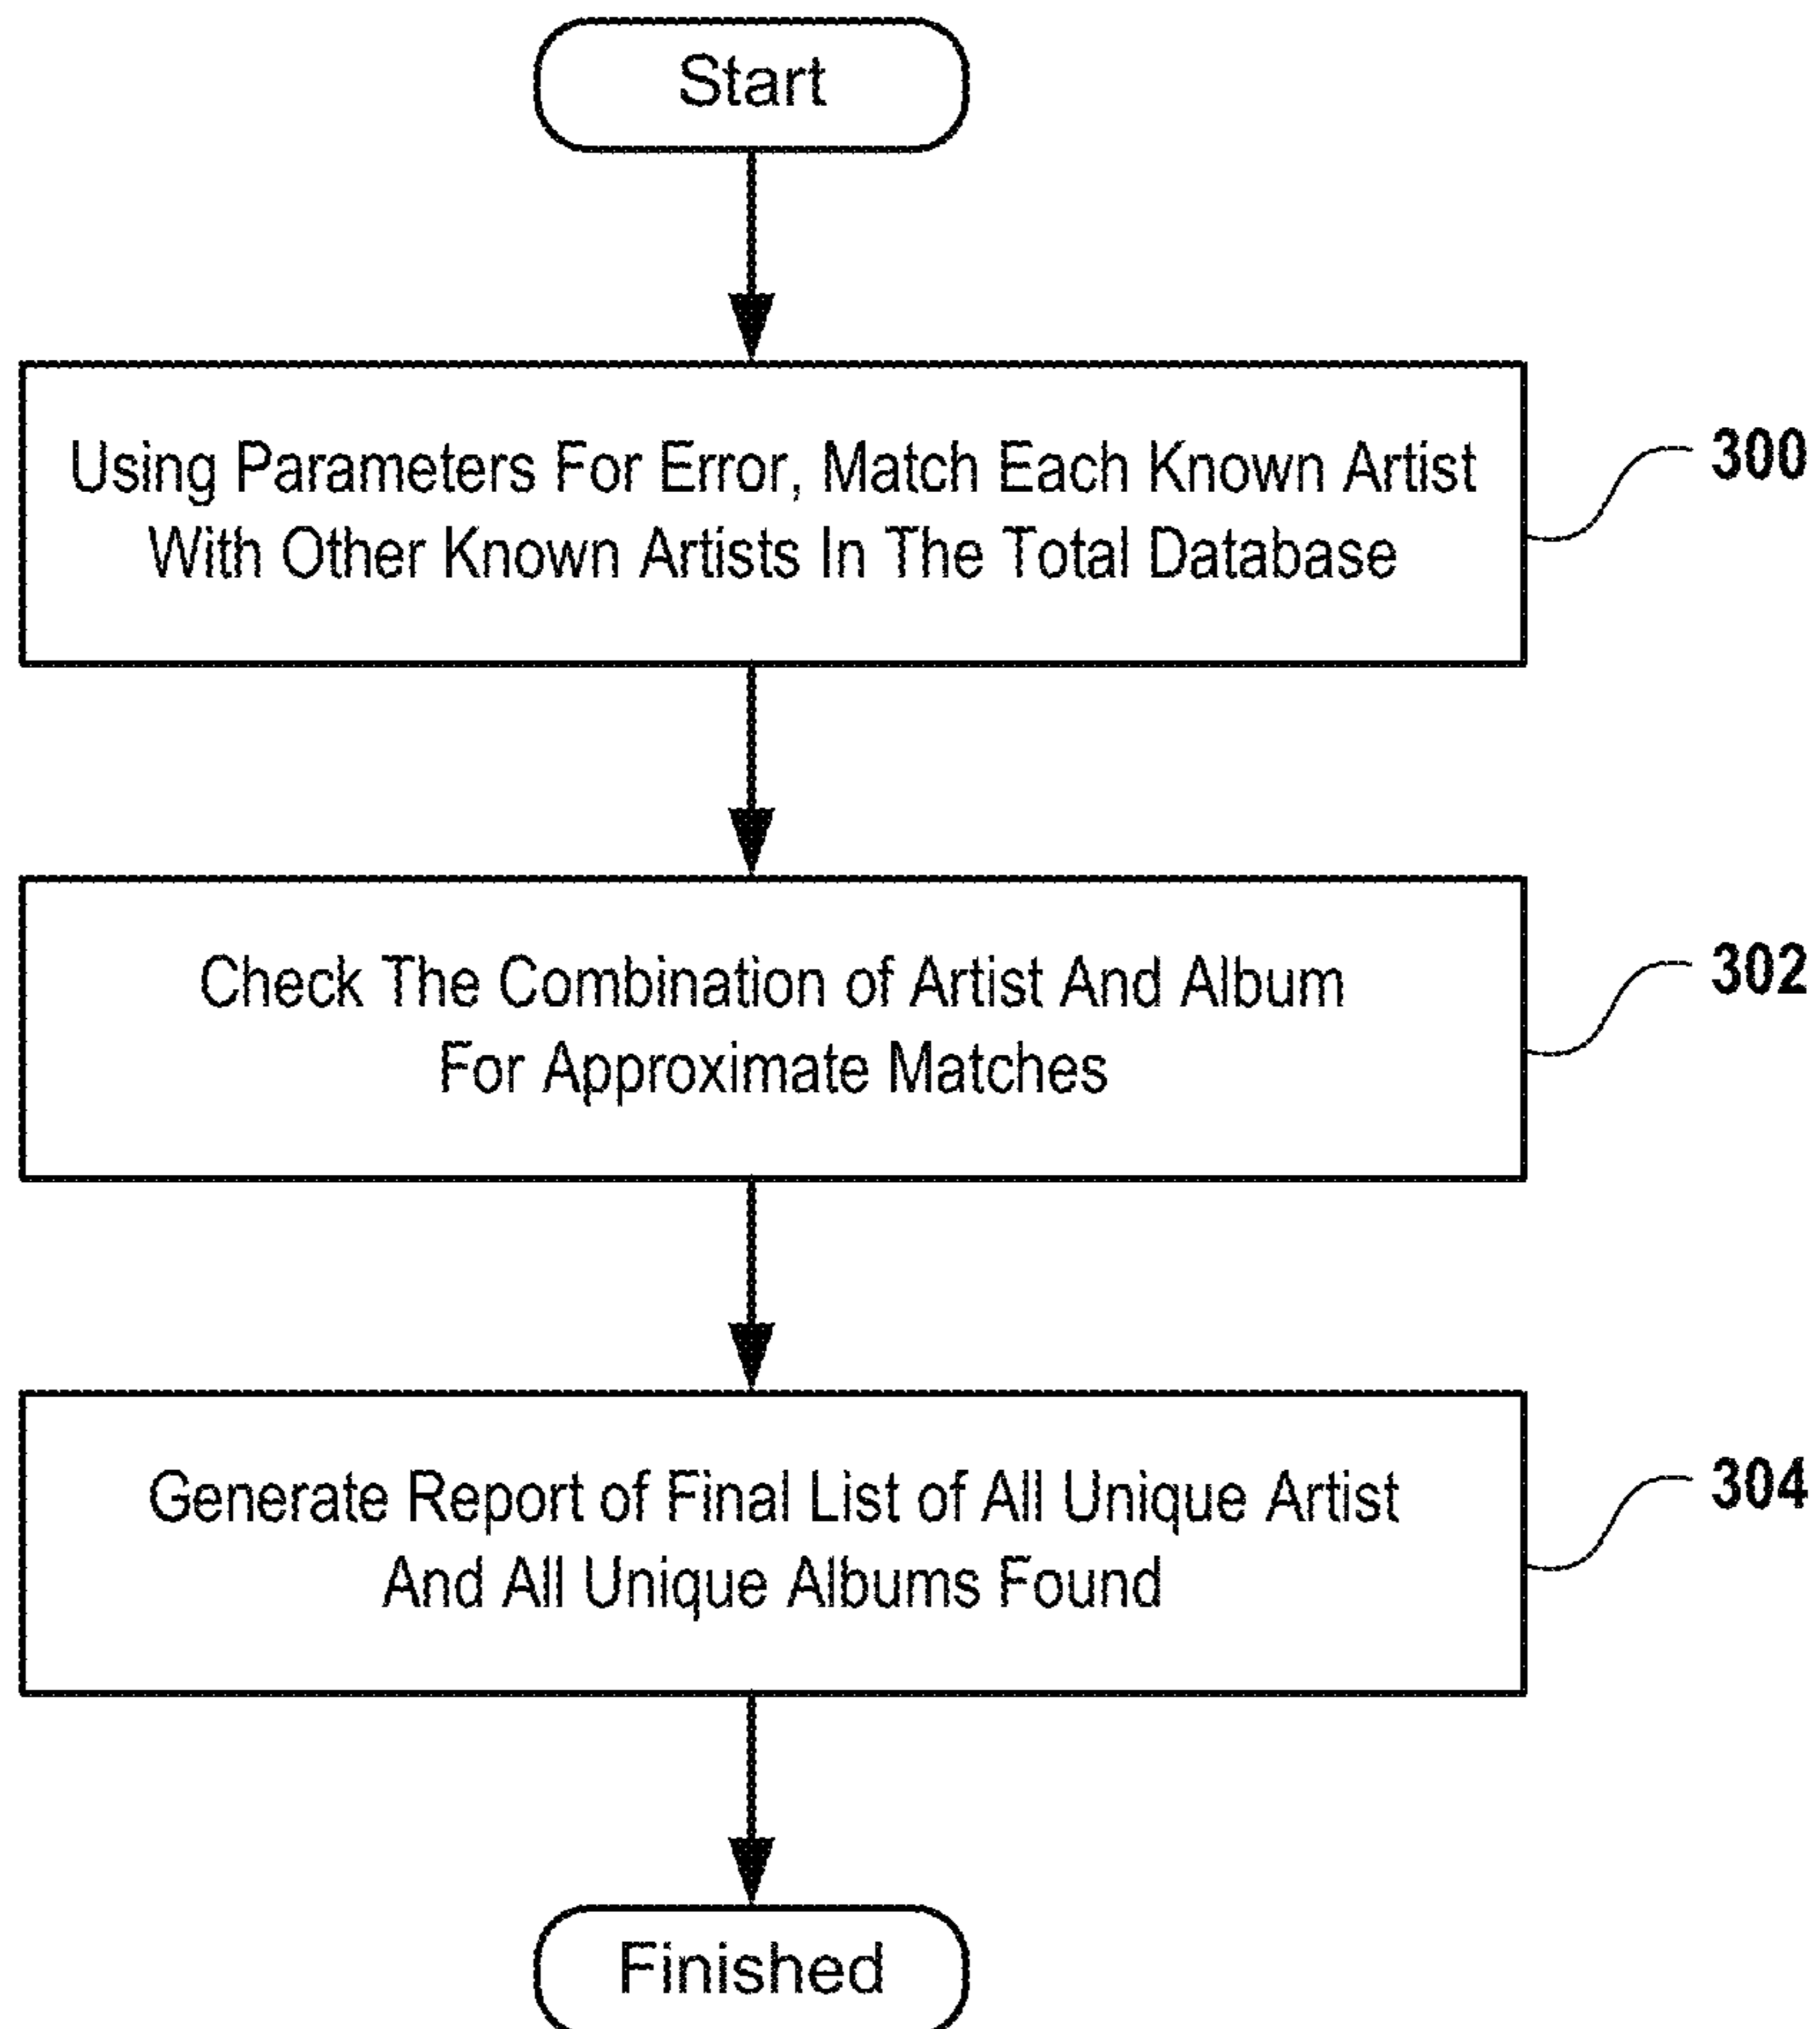 Start
Using Parameters For Error, Match Each Known Artist
With Other Known Artists In The Total Database
300
Check The Combination of Artist And Album
For Approximate Matches
302
Generate Report of Final List of All Unique Artist
And All Unique Albums Found
304
Finished